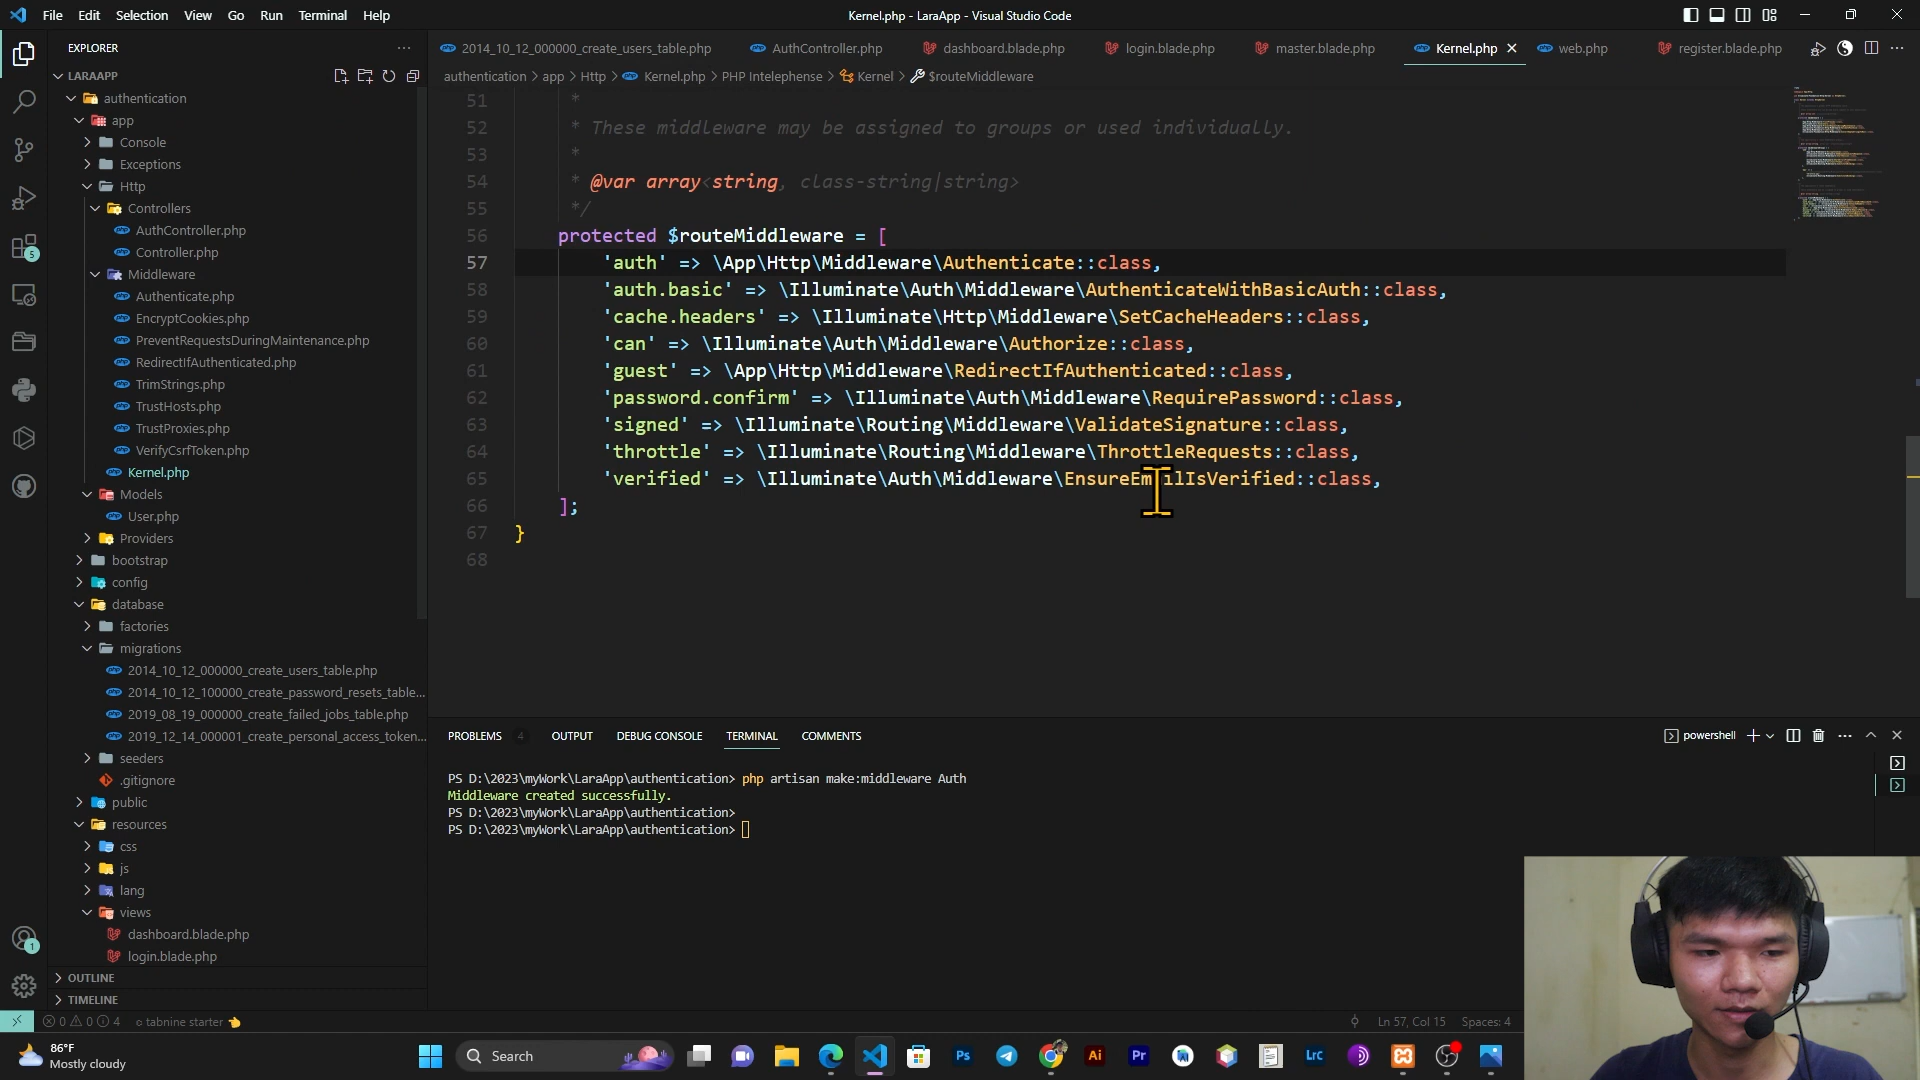 File Edit Selection View Go Run Terminal Help
Kernel.php - LaraApp - Visual Studio Code
EXPLORER
LARAAPP
authentication
app
Console
Exceptions
Http
Controllers
AuthController.php
Controller.php
Middleware
Authenticate.php
EncryptCookies.php
PreventRequestsDuringMaintenance.php
RedirectIfAuthenticated.php
TrimStrings.php
TrustHosts.php
TrustProxies.php
VerifyCsrfToken.php
Kernel.php
Models
User.php
Providers
bootstrap
config
database
factories
migrations
2014_10_12_000000_create_users_table.php
2014_10_12_100000_create_password_resets_table...
2019_08_19_000000_create_failed_jobs_table.php
2019_12_14_000001_create_personal_access_token...
seeders
.gitignore
public
resources
css
js
lang
views
dashboard.blade.php
login.blade.php
OUTLINE
TIMELINE
5
1
2014_10_12_000000_create_users_table.php AuthController.php dashboard.blade.php login.blade.php master.blade.php Kernel.php web.php register.blade.php
authentication > app > Http > Kernel.php > PHP Intelephense > Kernel > $routeMiddleware
51 *
52 * These middleware may be assigned to groups or used individually.
53 *
54 * @var array<string, class-string|string>
55 */
56 protected $routeMiddleware = [
57 'auth' => \App\Http\Middleware\Authenticate::class,
58 'auth.basic' => \Illuminate\Auth\Middleware\AuthenticateWithBasicAuth::class,
59 'cache.headers' => \Illuminate\Http\Middleware\SetCacheHeaders::class,
60 'can' => \Illuminate\Auth\Middleware\Authorize::class,
61 'guest' => \App\Http\Middleware\RedirectIfAuthenticated::class,
62 'password.confirm' => \Illuminate\Auth\Middleware\RequirePassword::class,
63 'signed' => \Illuminate\Routing\Middleware\ValidateSignature::class,
64 'throttle' => \Illuminate\Routing\Middleware\ThrottleRequests::class,
65 'verified' => \Illuminate\Auth\Middleware\EnsureEmailIsVerified::class,
66 ];
67 }
68
PROBLEMS 4 OUTPUT DEBUG CONSOLE TERMINAL COMMENTS
powershell
PS D:\2023\myWork\LaraApp\authentication> php artisan make:middleware Auth
Middleware created successfully.
PS D:\2023\myWork\LaraApp\authentication>
PS D:\2023\myWork\LaraApp\authentication>
0 0 4 tabnine starter
Ln 57, Col 15 Spaces: 4
86°F
Mostly cloudy
Search
Ps
Ai
Pr
LrC